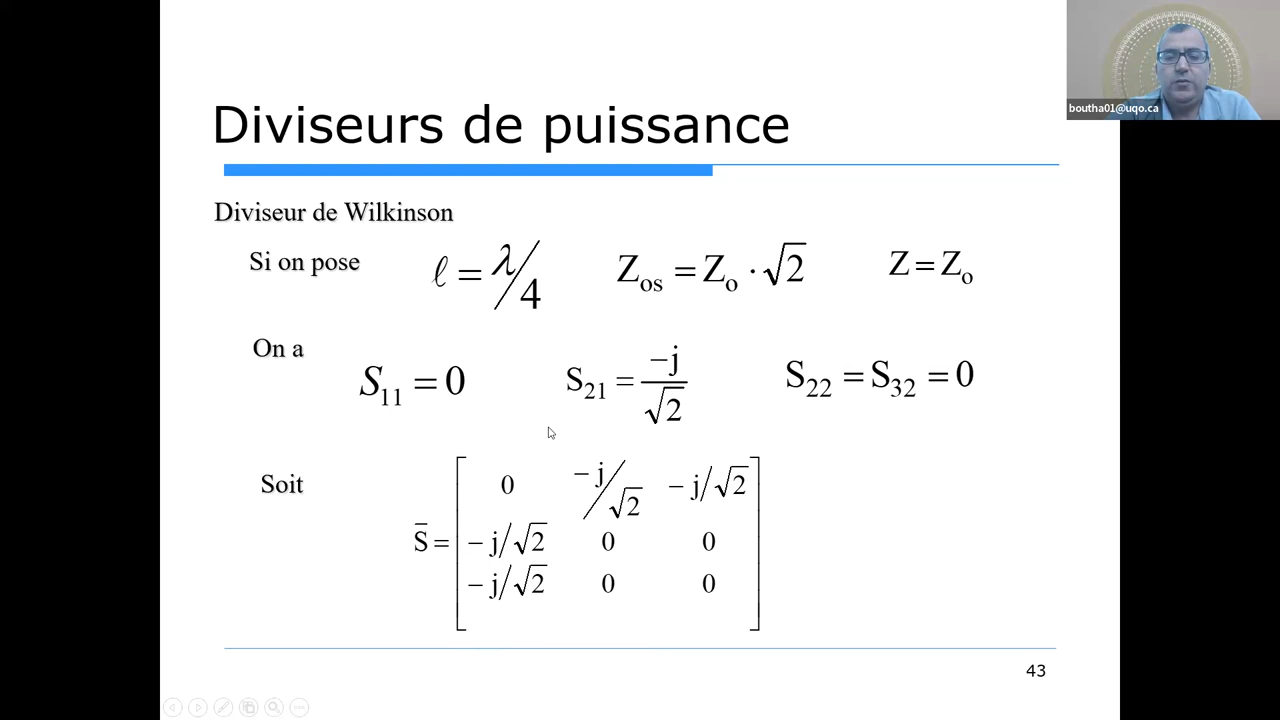 boutha01@uqo.ca
Diviseurs de puissance
Diviseur de Wilkinson
Si on pose ℓ = λ/4 Z_os = Z_o · √2 Z = Z_o
On a S_11 = 0 S_21 = −j/√2 S_22 = S_32 = 0
Soit S̄ = [ 0 −j/√2 −j/√2
−j/√2 0 0
−j/√2 0 0 ]
43